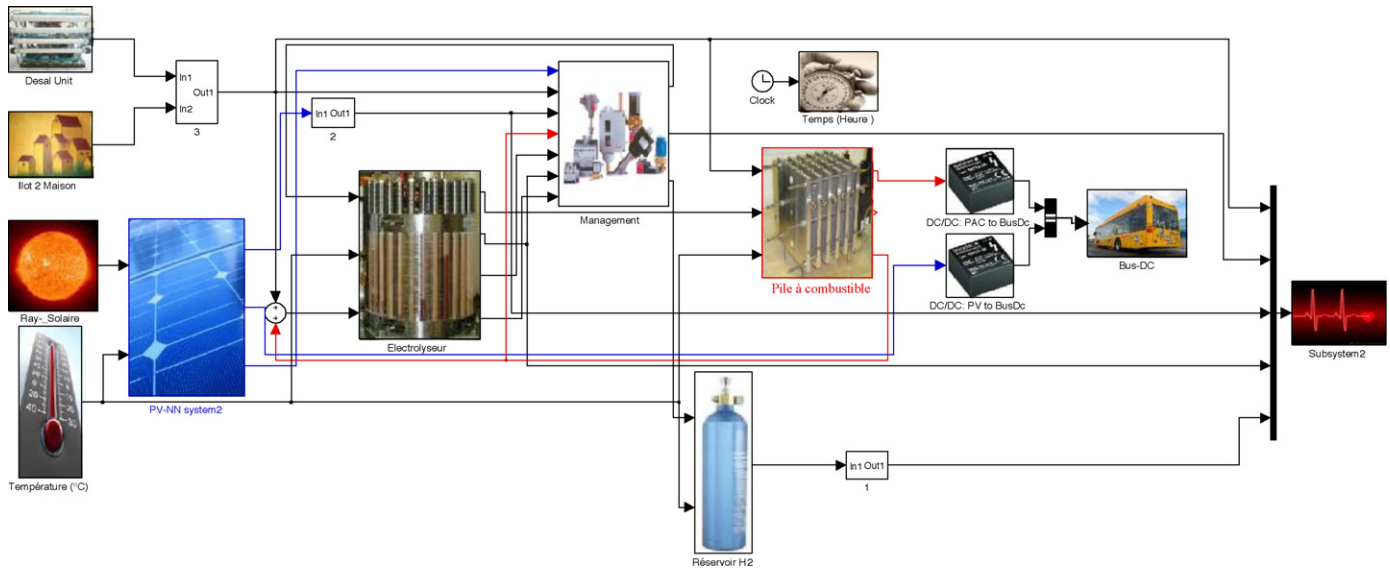 Desal Unit
In1
In2
Out1
3
Illot 2 Maison
In1 Out1
2
Management
Clock
Temps (Heure )
DC/DC: PAC to BusDc
Bus-DC
DC/DC: PV to BusDc
Pile à combustible
Ray-_Solaire
+
+
Electrolyseur
PV-NN system2
Subsystem2
Température (°C)
In1 Out1
1
Réservoir H2